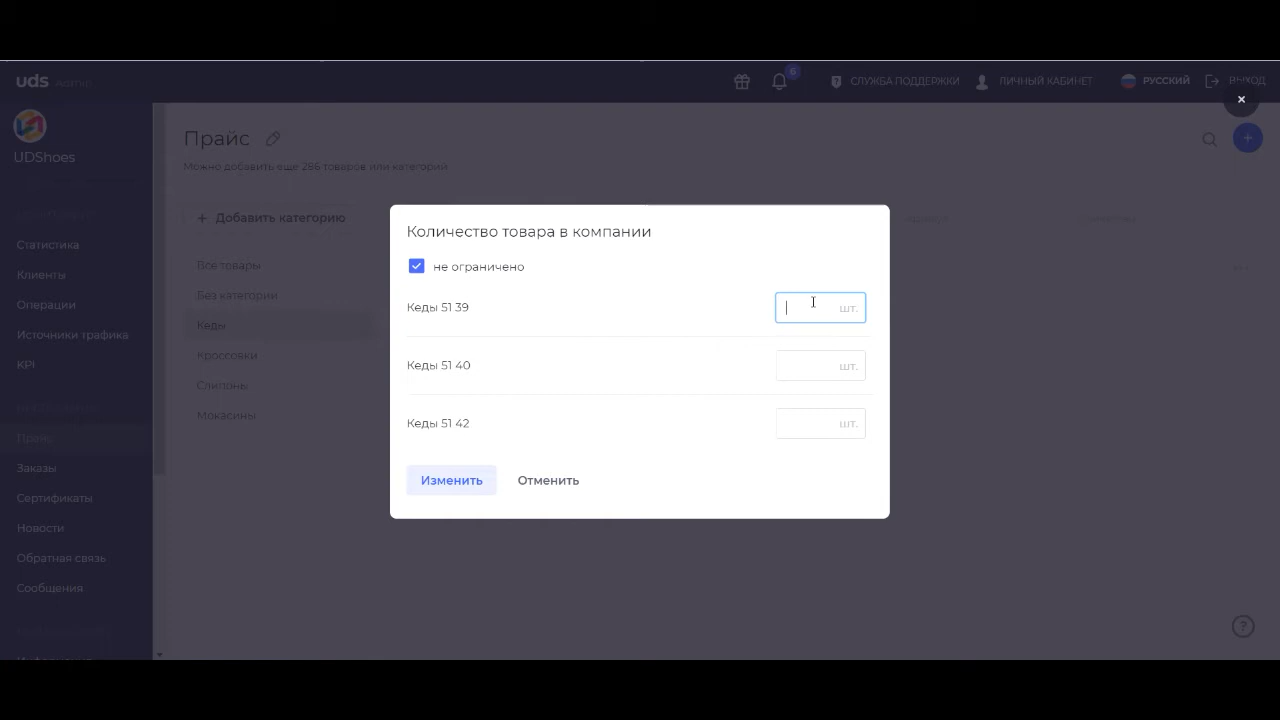 uds admin
6
СЛУЖБА ПОДДЕРЖКИ
ЛИЧНЫЙ КАБИНЕТ
РУССКИЙ
ВЫХОД
UDShoes
Прайс
Можно добавить еще 286 товаров или категорий
+ Добавить категорию
Статистика
Клиенты
Операции
Источники трафика
KPI
Прайс
Заказы
Сертификаты
Новости
Обратная связь
Сообщения
Все товары
Без категории
Кеды
Кроссовки
Слипоны
Мокасины
Количество товара в компании
не ограничено
Кеды 51 39
шт.
Кеды 51 40
шт.
Кеды 51 42
шт.
Изменить
Отменить
?